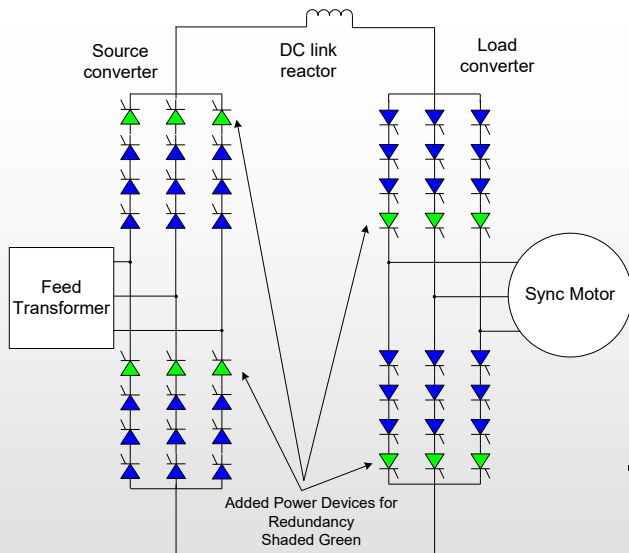 Source
converter
DC link
reactor
Load
converter
Feed
Transformer
Sync Motor
Added Power Devices for
Redundancy
Shaded Green